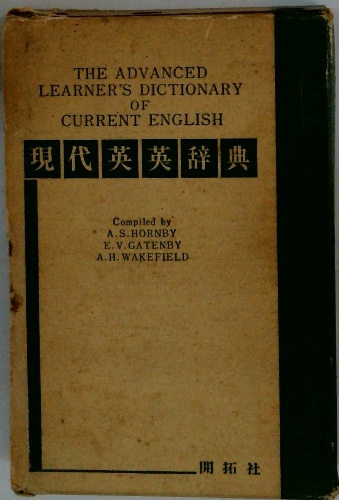 THE ADVANCED
LEARNER'S DICTIONARY
OF
CURRENT ENGLISH
現代英英辞典
Compiled by
A. S. HORNBY
E. V. GATENBY
A. H. WAKEFIELD
開拓社